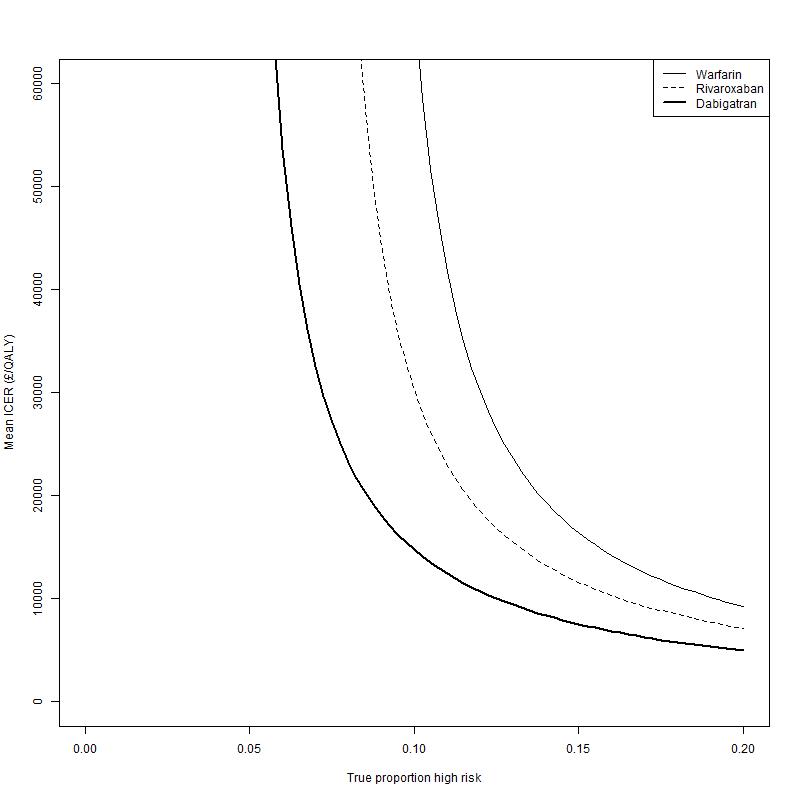 Warfarin
Rivaroxaban
Dabigatran
Mean ICER (£/QALY)
60000
50000
40000
30000
20000
10000
0
0.00 0.05 0.10 0.15 0.20
True proportion high risk